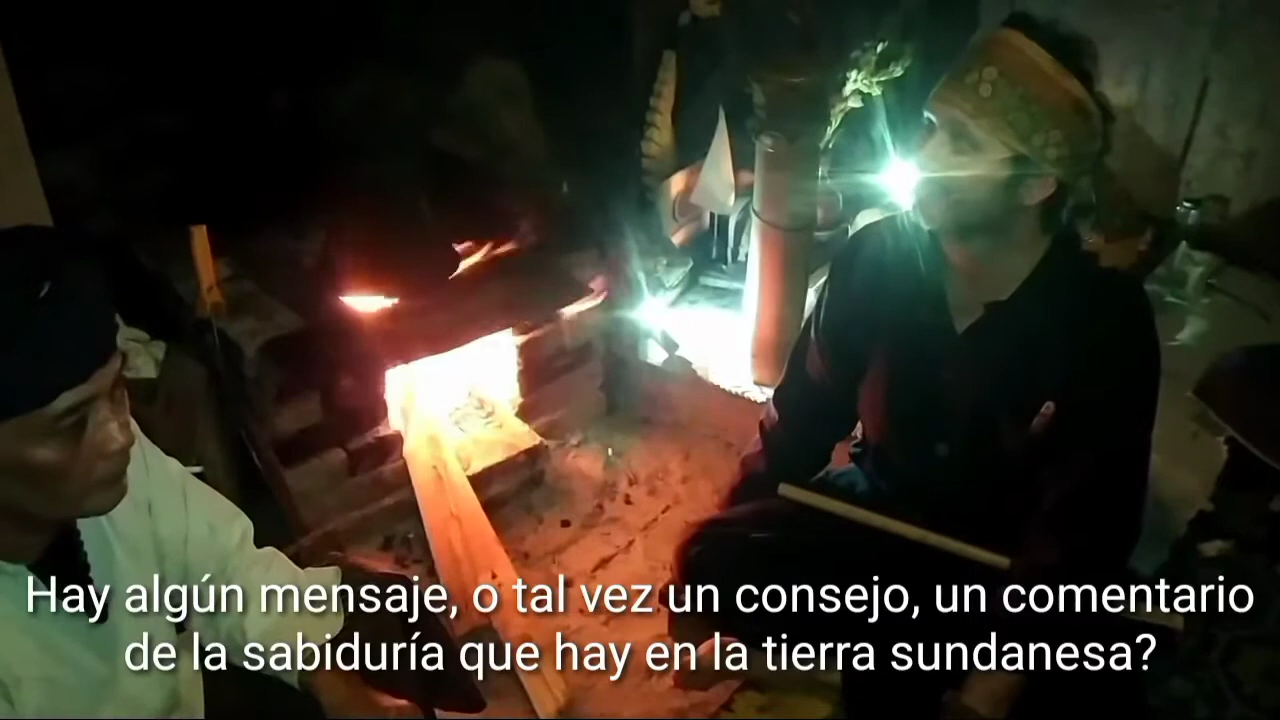 Hay algún mensaje, o tal vez un consejo, un comentario
de la sabiduría que hay en la tierra sundanesa?